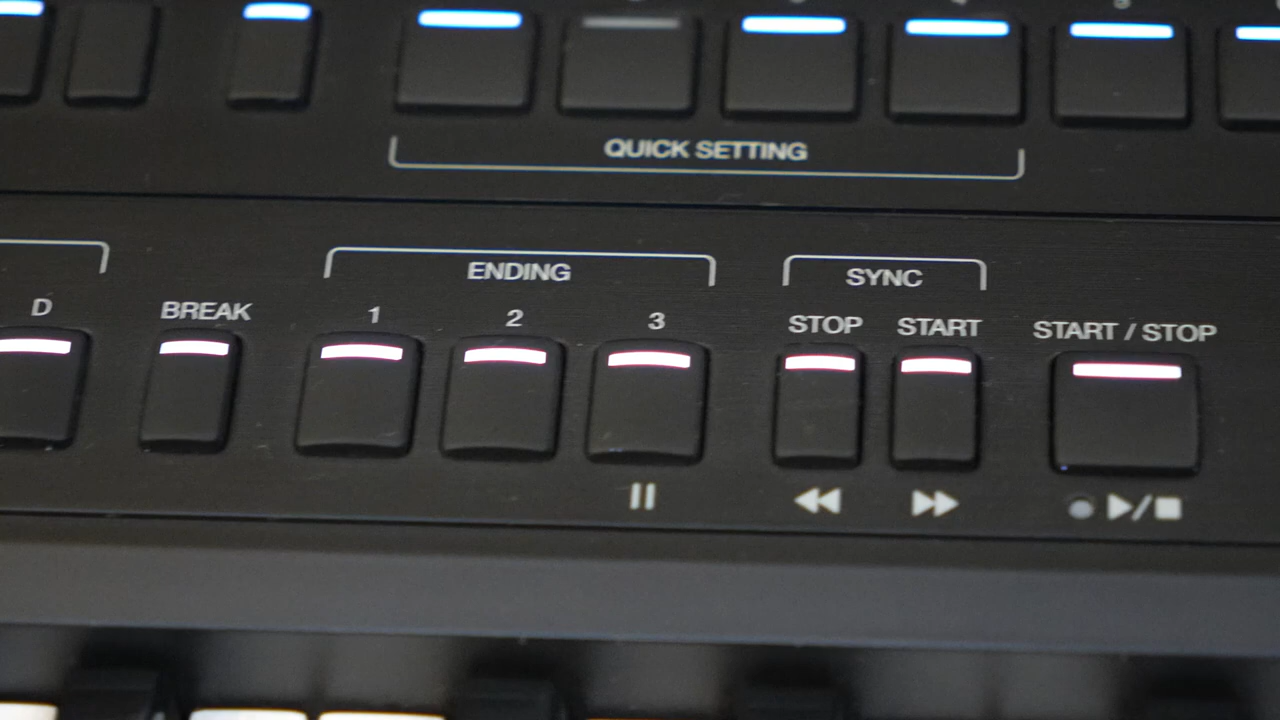 QUICK SETTING
ENDING
SYNC
D BREAK 1 2 3 STOP START START / STOP